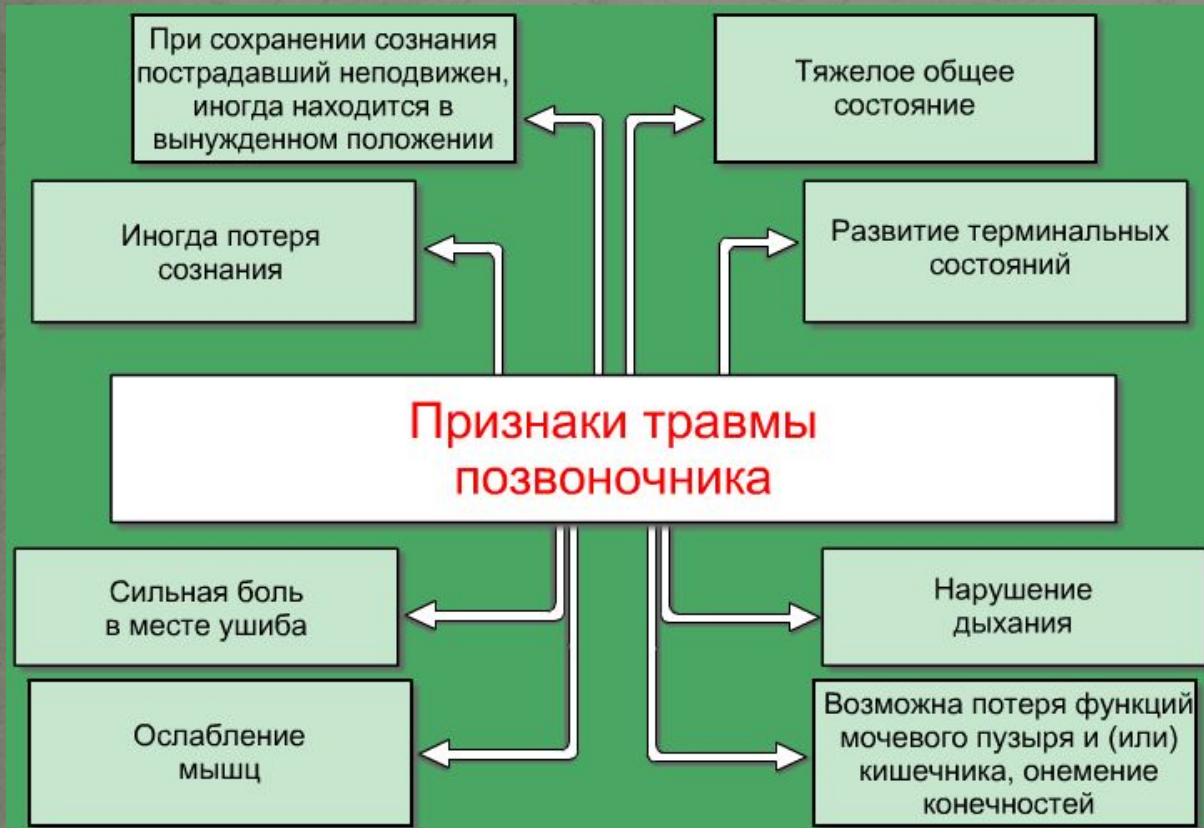 При сохранении сознания
пострадавший неподвижен,
иногда находится в
вынужденном положении
Тяжелое общее
состояние
Иногда потеря
сознания
Развитие терминальных
состояний
Признаки травмы
позвоночника
Сильная боль
в месте ушиба
Нарушение
дыхания
Ослабление
мышц
Возможна потеря функций
мочевого пузыря и (или)
кишечника, онемение
конечностей